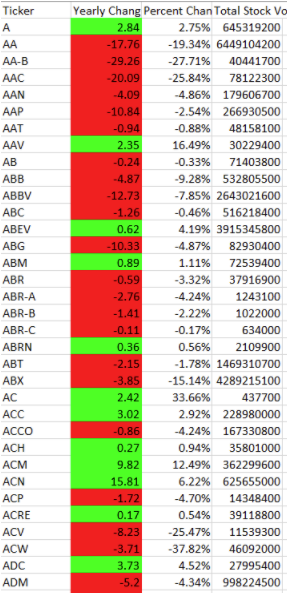 Ticker Yearly Chang Percent Chan Total Stock Vo
A 2.84 2.75% 645319200
AA -17.76 -19.34% 6449104200
AA-B -29.26 -27.71% 40441700
AAC -20.09 -25.84% 78122300
AAN -4.09 -4.86% 179606700
AAP -10.84 -2.54% 266930500
AAT -0.94 -0.88% 48158100
AAV 2.35 16.49% 30229400
AB -0.24 -0.33% 71403800
ABB -4.87 -9.28% 532805500
ABBV -12.73 -7.85% 2643021600
ABC -1.26 -0.46% 516218400
ABEV 0.62 4.19% 3915345800
ABG -10.33 -4.87% 82930400
ABM 0.89 1.11% 72539400
ABR -0.59 -3.32% 37916900
ABR-A -2.76 -4.24% 1243100
ABR-B -1.41 -2.22% 1022000
ABR-C -0.11 -0.17% 634000
ABRN 0.36 0.56% 2109900
ABT -2.15 -1.78% 1469310700
ABX -3.85 -15.14% 4289215100
AC 2.42 33.66% 437700
ACC 3.02 2.92% 228980000
ACCO -0.86 -4.24% 167330800
ACH 0.27 0.94% 35801000
ACM 9.82 12.49% 362299600
ACN 15.81 6.22% 625655000
ACP -1.72 -4.70% 14348400
ACRE 0.17 0.54% 39118800
ACV -8.23 -25.47% 11539300
ACW -3.71 -37.82% 46092000
ADC 3.73 4.52% 27995400
ADM -5.2 -4.34% 998224500